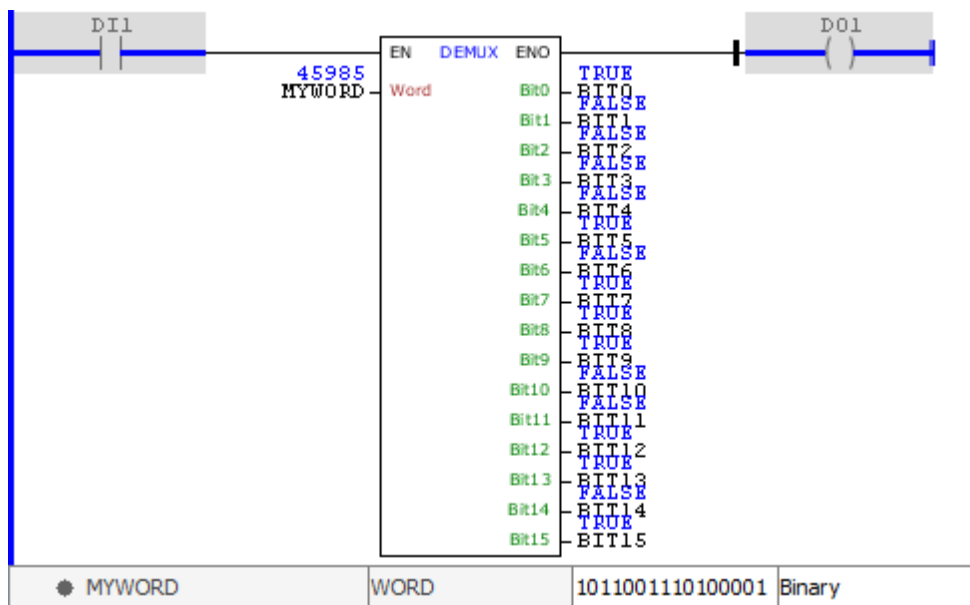 DI1 DO1
EN DEMUX ENO
45985 TRUE
MYWORD Word Bit0 BIT0
FALSE
Bit1 BIT1
FALSE
Bit2 BIT2
FALSE
Bit3 BIT3
FALSE
Bit4 BIT4
TRUE
Bit5 BIT5
FALSE
Bit6 BIT6
TRUE
Bit7 BIT7
TRUE
Bit8 BIT8
TRUE
Bit9 BIT9
FALSE
Bit10 BIT10
FALSE
Bit11 BIT11
TRUE
Bit12 BIT12
TRUE
Bit13 BIT13
FALSE
Bit14 BIT14
TRUE
Bit15 BIT15
MYWORD WORD 1011001110100001 Binary